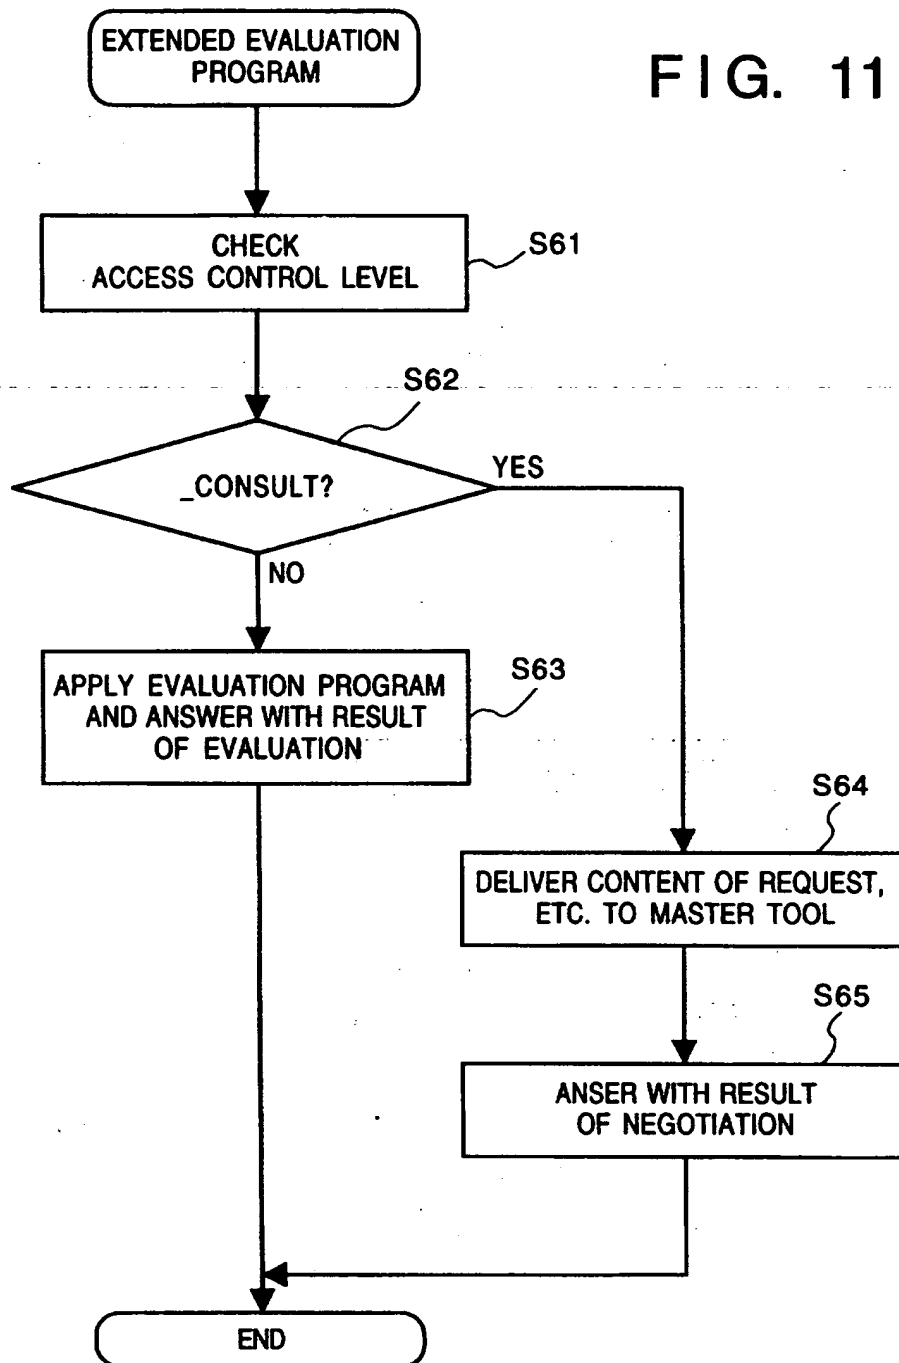 EXTENDED EVALUATION
PROGRAM
FIG. 11
CHECK
ACCESS CONTROL LEVEL
S61
S62
_CONSULT?
YES
NO
APPLY EVALUATION PROGRAM
AND ANSWER WITH RESULT
OF EVALUATION
S63
S64
DELIVER CONTENT OF REQUEST,
ETC. TO MASTER TOOL
S65
ANSER WITH RESULT
OF NEGOTIATION
END